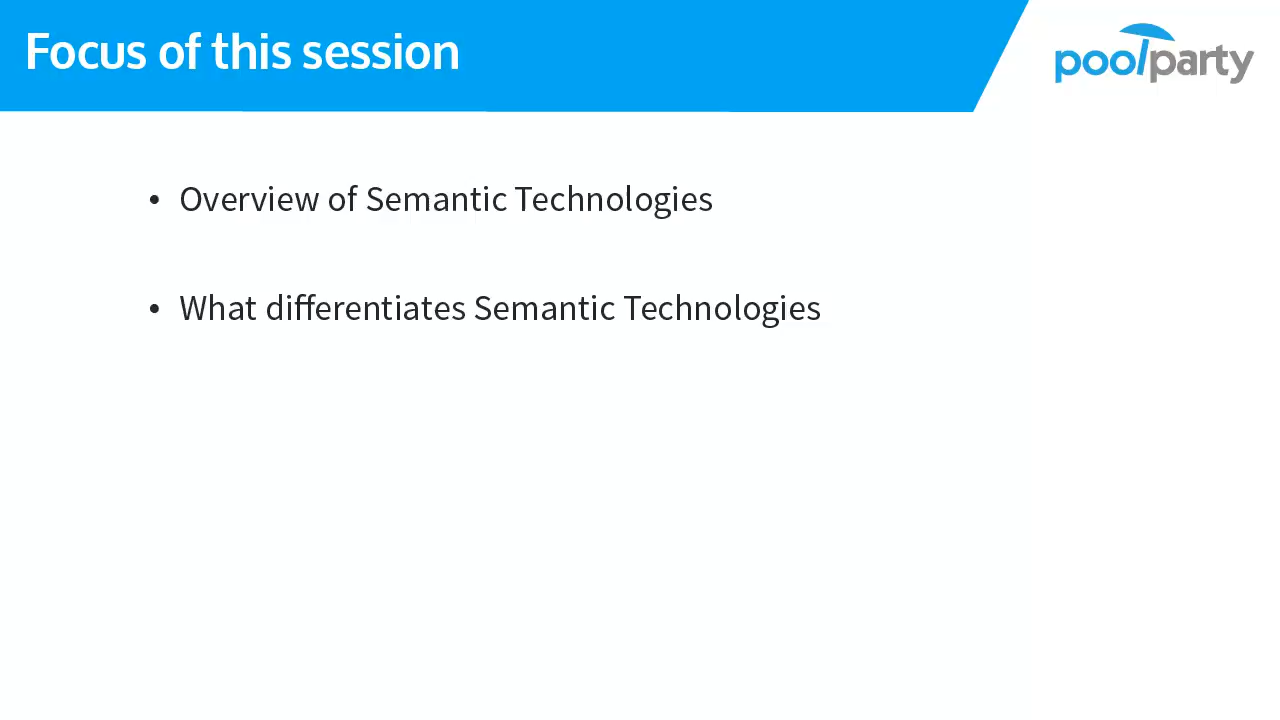 Focus of this session
poolparty
• Overview of Semantic Technologies
• What differentiates Semantic Technologies